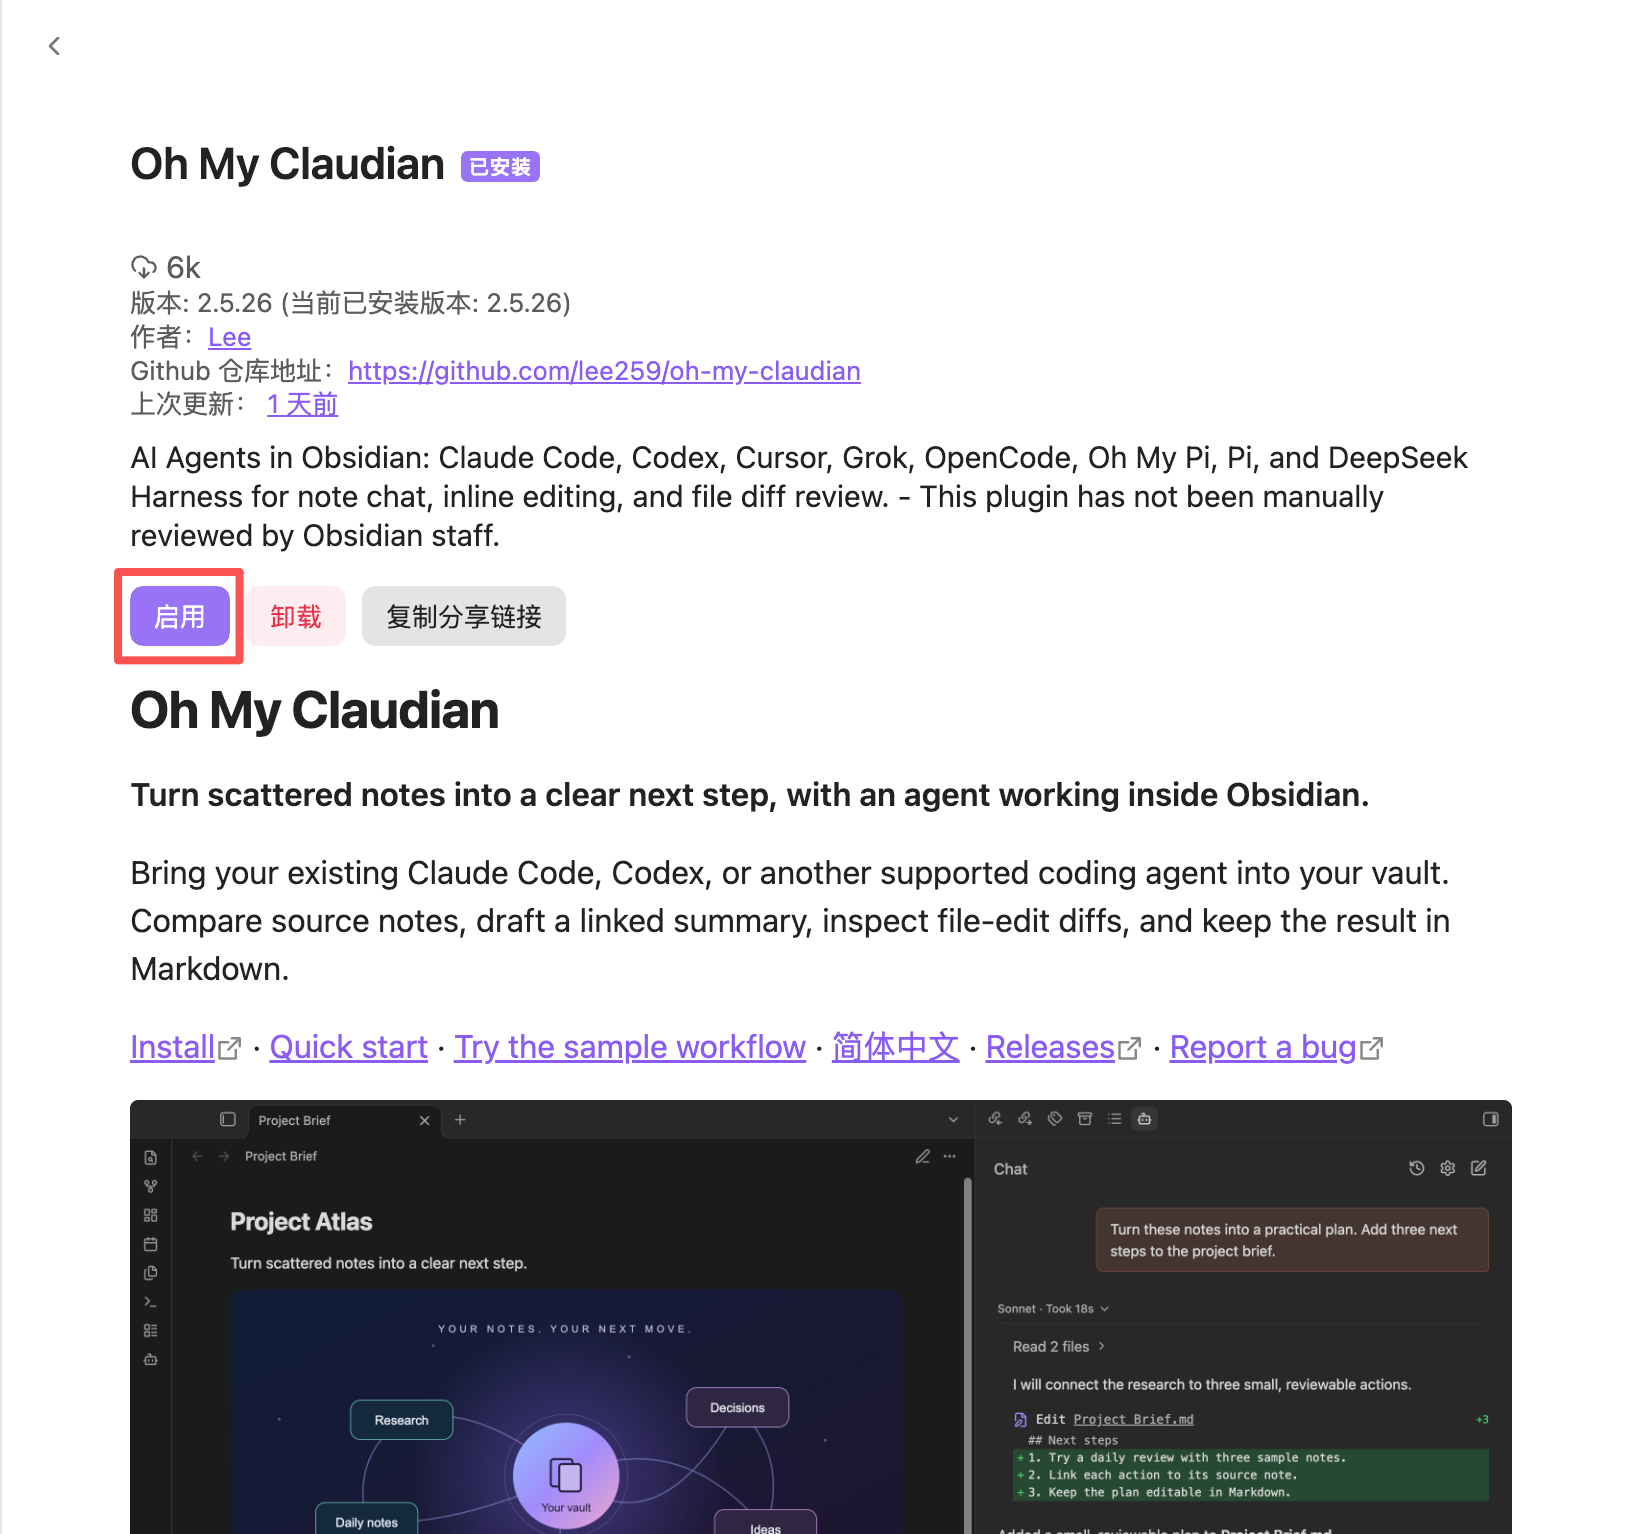 Oh My Claudian 已安装
6k
版本: 2.5.26 (当前已安装版本: 2.5.26)
作者: Lee
Github 仓库地址: https://github.com/lee259/oh-my-claudian
上次更新: 1 天前
AI Agents in Obsidian: Claude Code, Codex, Cursor, Grok, OpenCode, Oh My Pi, Pi, and DeepSeek
Harness for note chat, inline editing, and file diff review. - This plugin has not been manually
reviewed by Obsidian staff.
启用 卸载 复制分享链接
Oh My Claudian
Turn scattered notes into a clear next step, with an agent working inside Obsidian.
Bring your existing Claude Code, Codex, or another supported coding agent into your vault.
Compare source notes, draft a linked summary, inspect file-edit diffs, and keep the result in
Markdown.
Install · Quick start · Try the sample workflow · 简体中文 · Releases · Report a bug
Project Brief
Project Brief
Project Atlas
Turn scattered notes into a clear next step.
YOUR NOTES. YOUR NEXT MOVE.
Research
Decisions
Your vault
Daily notes
Ideas
Chat
Turn these notes into a practical plan. Add three next
steps to the project brief.
Sonnet · Took 18s
Read 2 files
I will connect the research to three small, reviewable actions.
Edit Project Brief.md +3
## Next steps
+ 1. Try a daily review with three sample notes.
+ 2. Link each action to its source note.
+ 3. Keep the plan editable in Markdown.
Added a small, reviewable plan to Project Brief.md